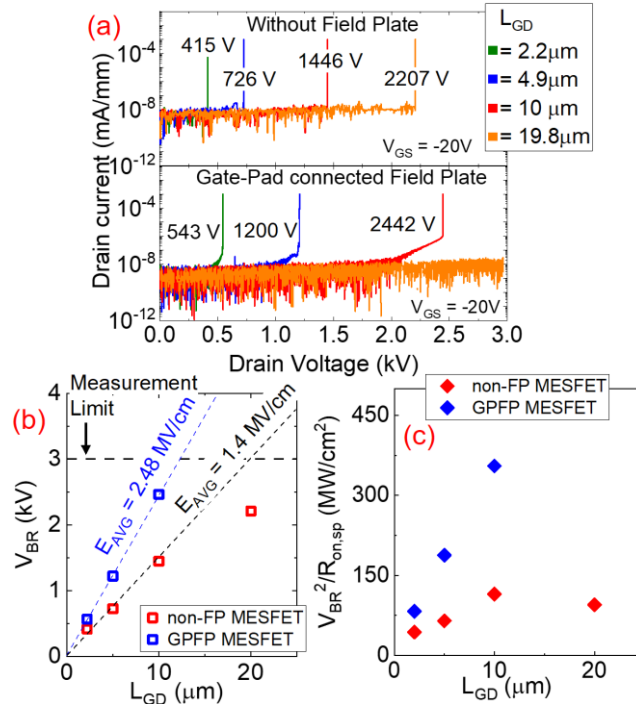 (a)
Without Field Plate
415 V
1446 V
726 V
2207 V
V_GS = -20V
10⁻⁴
10⁻⁸
10⁻¹²
Drain current (mA/mm)
Gate-Pad connected Field Plate
543 V
1200 V
2442 V
V_GS = -20V
10⁻⁴
10⁻⁸
10⁻¹²
0.0 0.5 1.0 1.5 2.0 2.5 3.0
Drain Voltage (kV)
L_GD
= 2.2µm
= 4.9µm
= 10 µm
= 19.8µm
(b)
Measurement
Limit
E_AVG = 2.48 MV/cm
E_AVG = 1.4 MV/cm
non-FP MESFET
GPFP MESFET
4
3
2
1
0
V_BR (kV)
0 10 20
L_GD (µm)
non-FP MESFET
GPFP MESFET
(c)
450
300
150
0
V_BR²/R_on,sp (MW/cm²)
0 10 20
L_GD (µm)